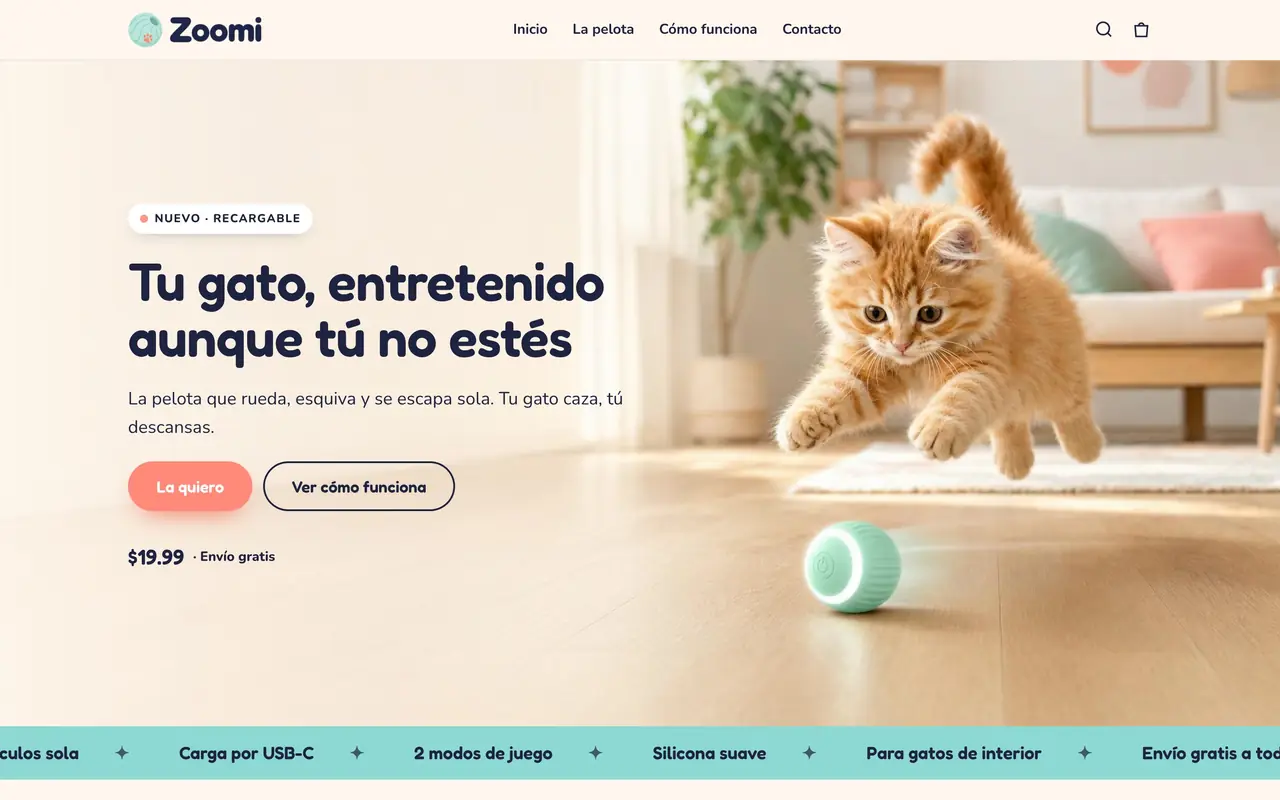 Zoomi
Inicio La pelota Cómo funciona Contacto
NUEVO · RECARGABLE
Tu gato, entretenido
aunque tú no estés
La pelota que rueda, esquiva y se escapa sola. Tu gato caza, tú
descansas.
La quiero Ver cómo funciona
$19.99 · Envío gratis
culos sola ✦ Carga por USB-C ✦ 2 modos de juego ✦ Silicona suave ✦ Para gatos de interior ✦ Envío gratis a tod